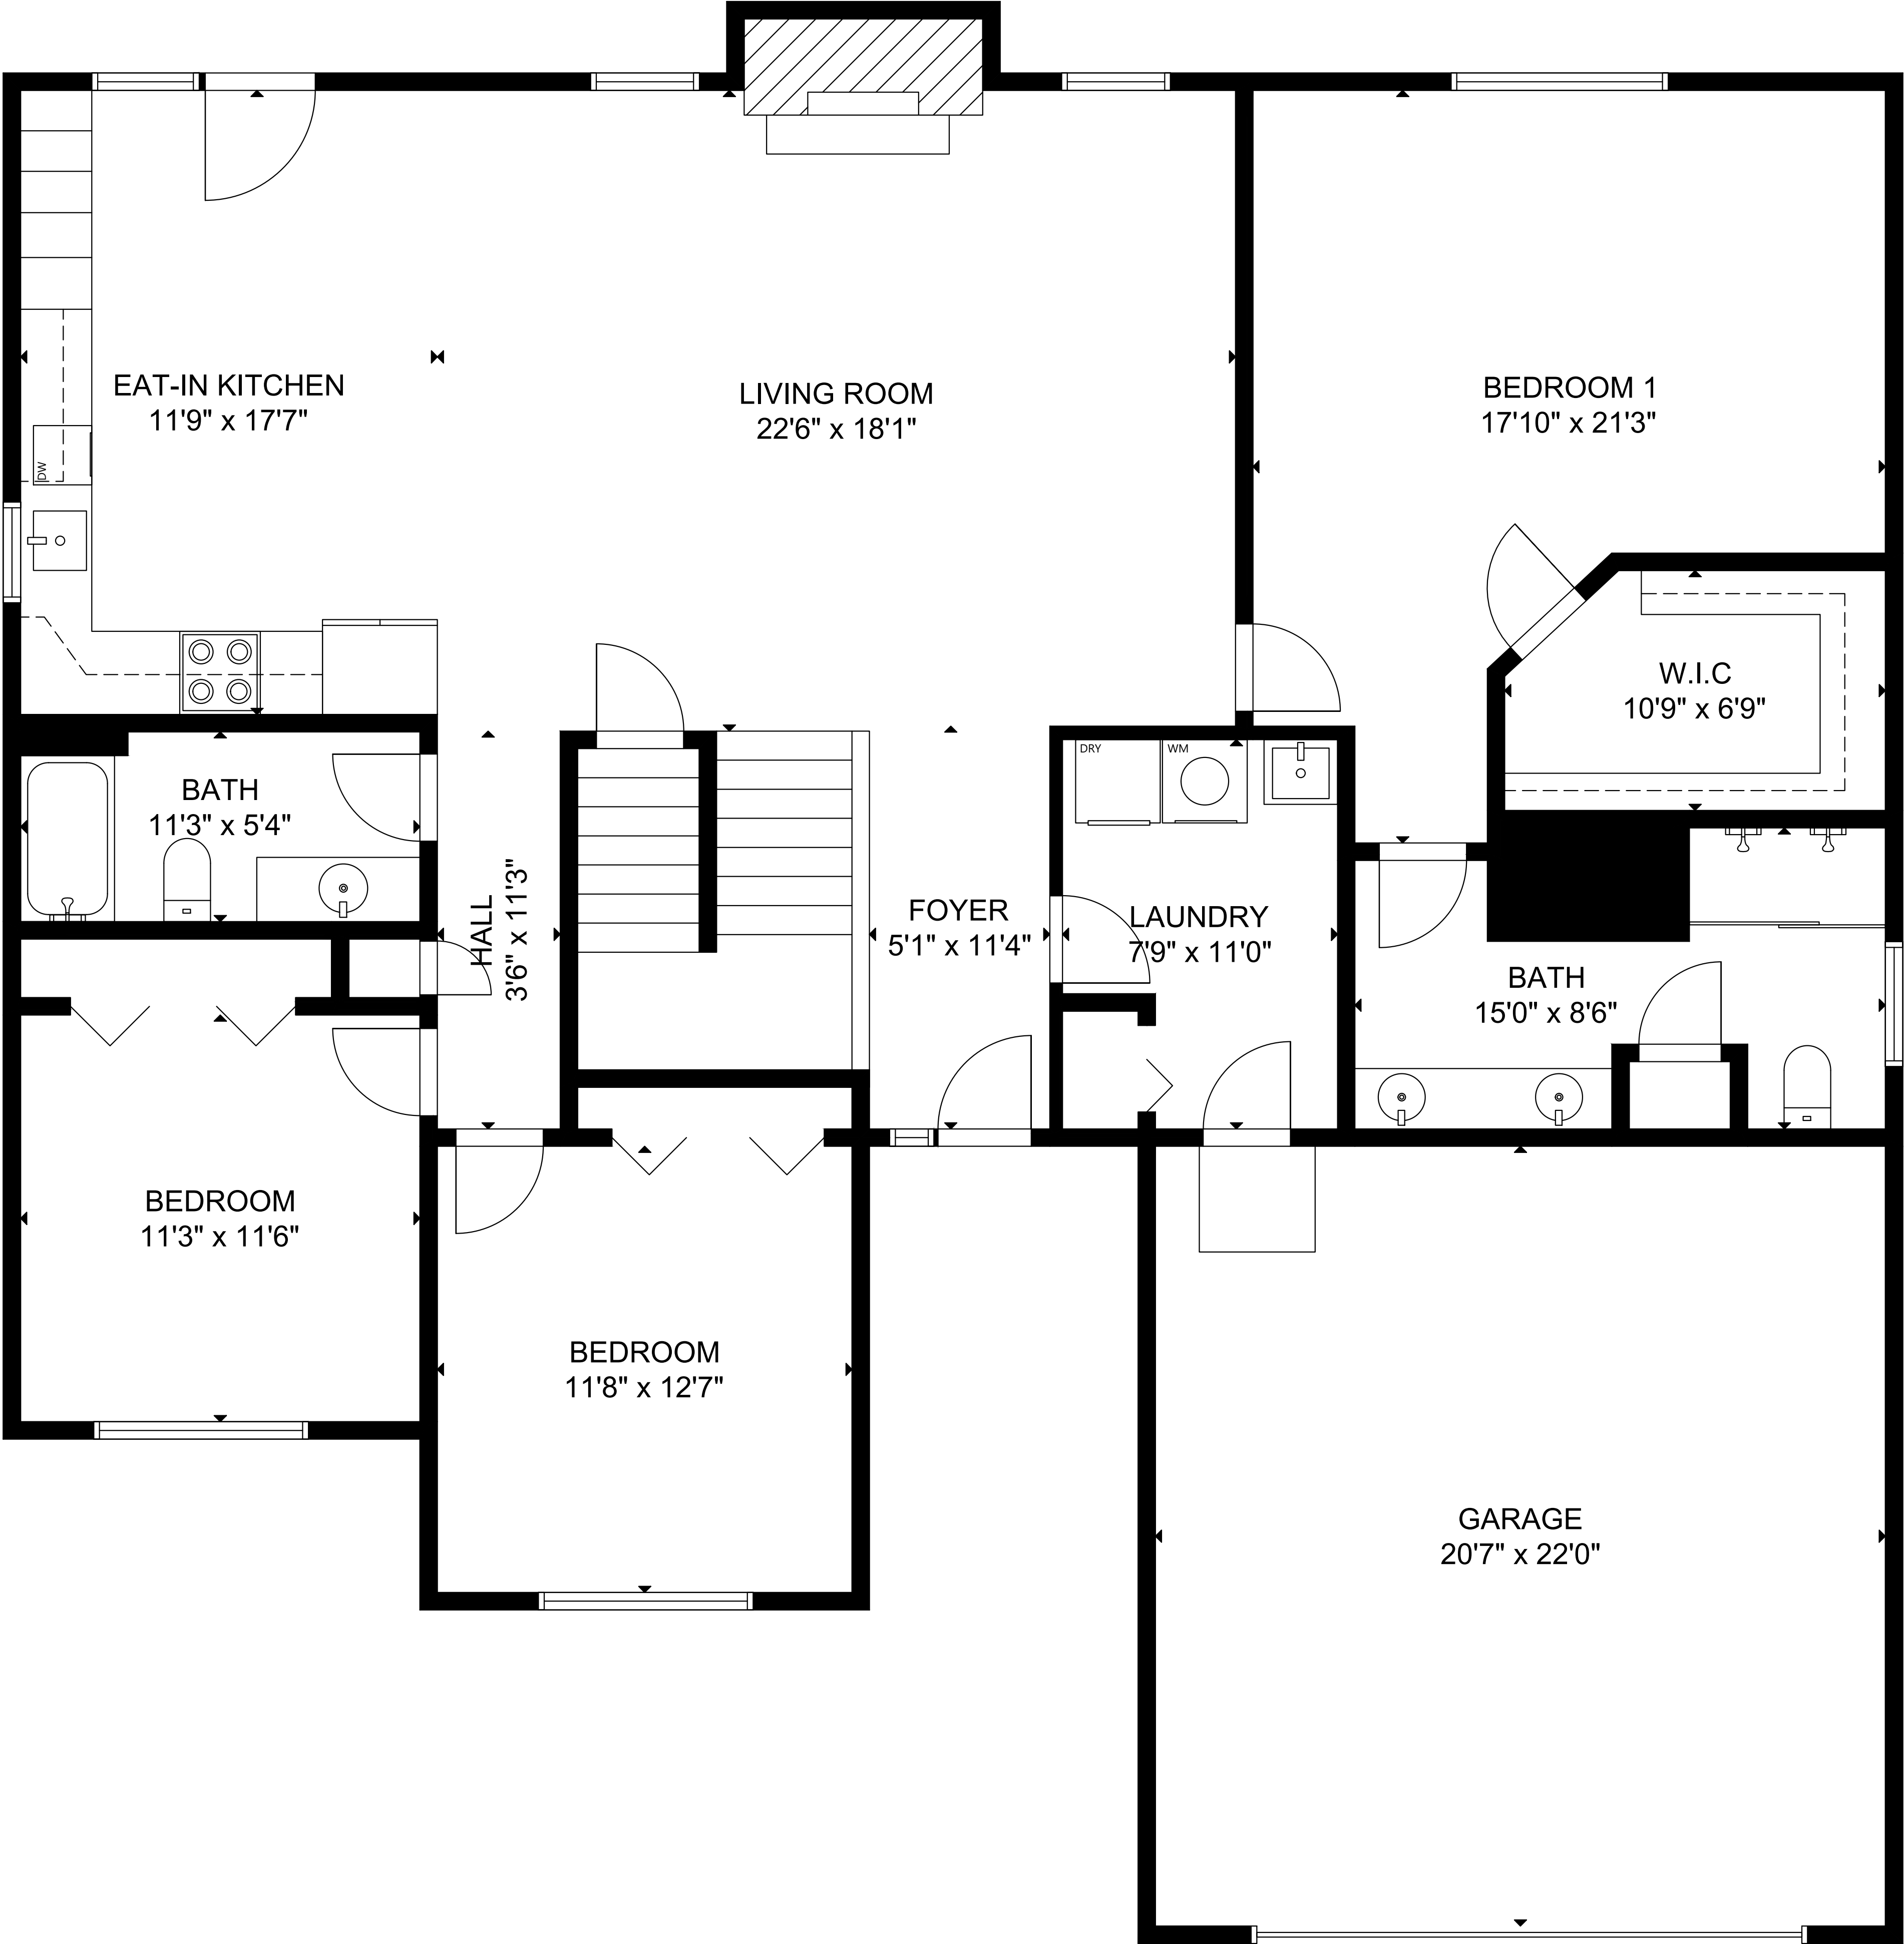 EAT-IN KITCHEN
11'9" x 17'7"
LIVING ROOM
22'6" x 18'1"
BEDROOM 1
17'10" x 21'3"
DW
W.I.C
10'9" x 6'9"
DRY
WM
BATH
11'3" x 5'4"
HALL
3'6" x 11'3"
FOYER
5'1" x 11'4"
LAUNDRY
7'9" x 11'0"
BATH
15'0" x 8'6"
BEDROOM
11'3" x 11'6"
BEDROOM
11'8" x 12'7"
GARAGE
20'7" x 22'0"